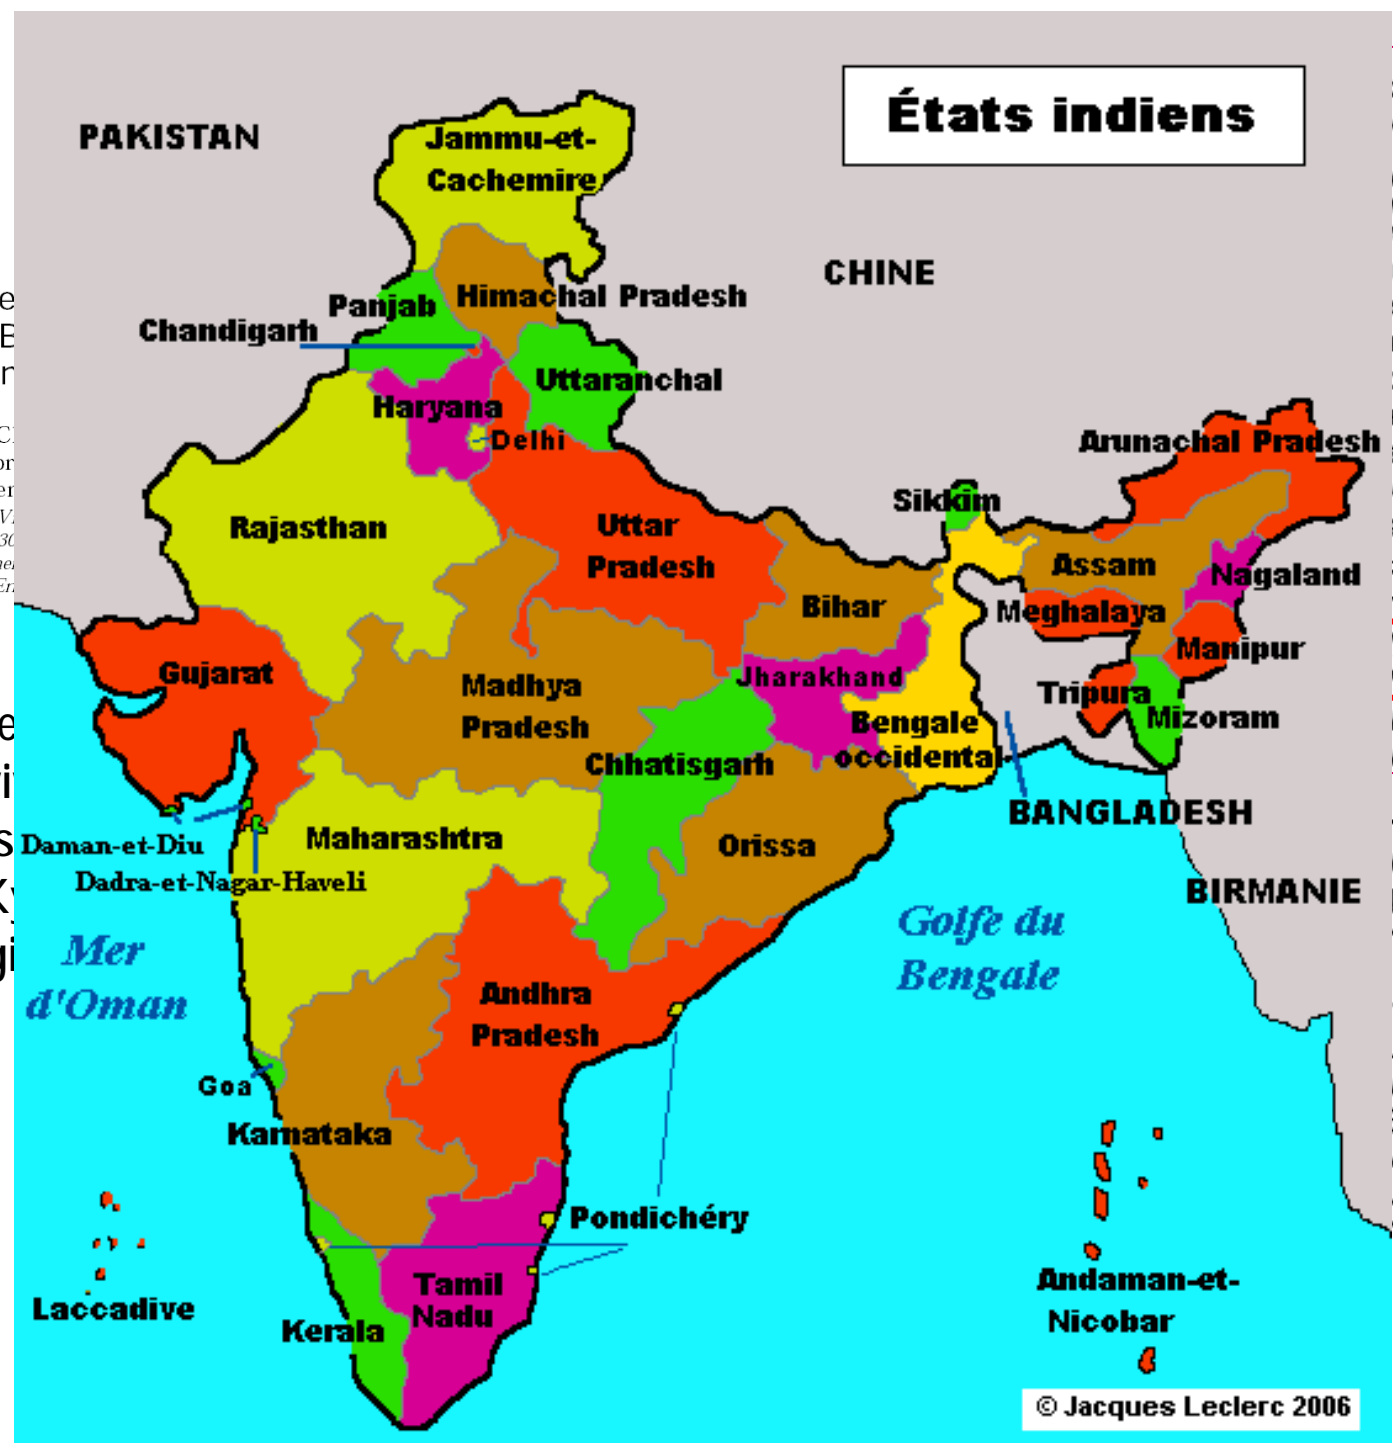 États indiens
PAKISTAN
Jammu-et-
Cachemire
CHINE
Panjab
Himachal Pradesh
Chandigarh
Uttaranchal
Haryana
Delhi
Arunachal Pradesh
Sikkim
Rajasthan
Uttar
Pradesh
Assam
Nagaland
Bihar
Meghalaya
Manipur
Gujarat
Madhya
Pradesh
Jharakhand
Tripura
Mizoram
Bengale
occidental
Chhatisgarh
BANGLADESH
Daman-et-Diu
Maharashtra
Orissa
Dadra-et-Nagar-Haveli
BIRMANIE
Mer
d'Oman
Golfe du
Bengale
Andhra
Pradesh
Goa
Karnataka
Pondichéry
Laccadive
Tamil
Nadu
Kerala
Andaman-et-
Nicobar
© Jacques Leclerc 2006